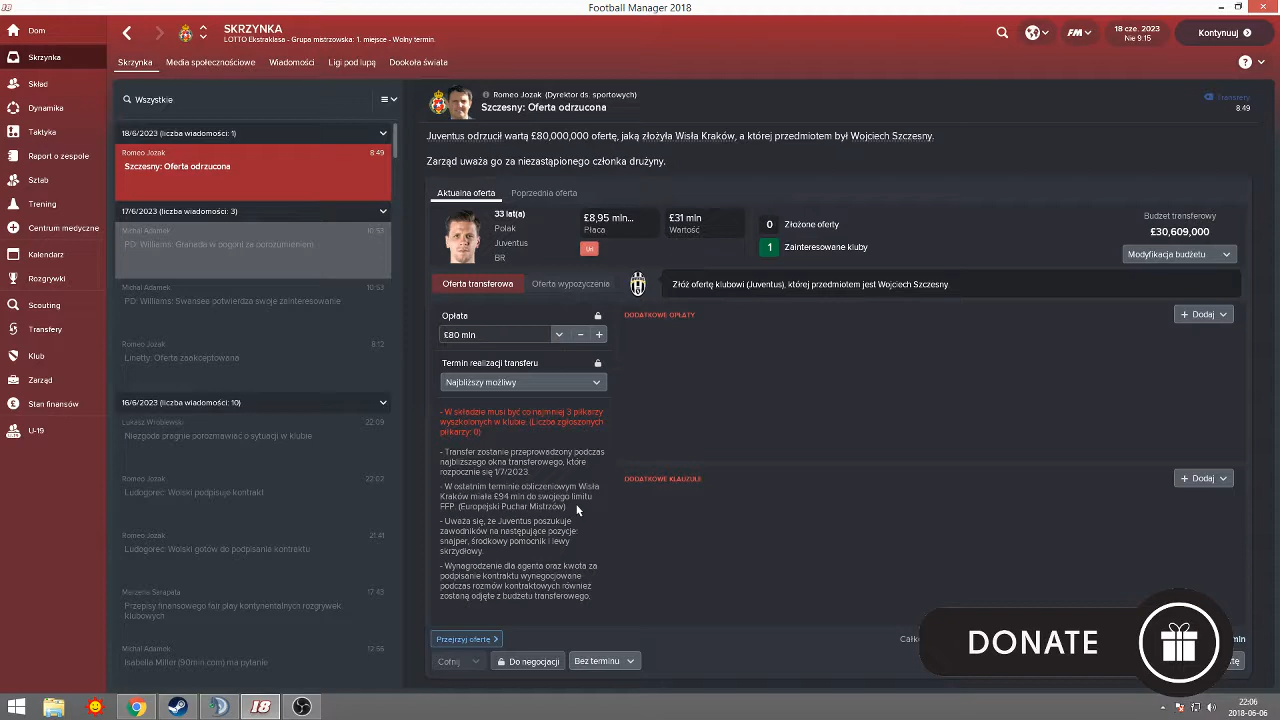 18
Football Manager 2018
Dom
Skrzynka
Skład
Dynamika
Taktyka
Raport o zespole
Sztab
Trening
Centrum medyczne
Kalendarz
Rozgrywki
Scouting
Transfery
Klub
Zarząd
Stan finansów
U-19
SKRZYNKA
LOTTO Ekstraklasa - Grupa mistrzowska: 1. miejsce - Wolny termin.
FM
18 cze. 2023
Nie 9:15
Kontynuuj
Skrzynka
Media społecznościowe
Wiadomości
Ligi pod lupą
Dookoła świata
?
Wszystkie
18/6/2023 (liczba wiadomości: 1)
Romeo Jozak 8:49
Szczesny: Oferta odrzucona
17/6/2023 (liczba wiadomości: 3)
Michal Adamek 10:53
PD: Williams: Granada w pogoni za porozumieniem
Michal Adamek 10:53
PD: Williams: Swansea potwierdza swoje zainteresowanie
Romeo Jozak 8:12
Linetty: Oferta zaakceptowana
16/6/2023 (liczba wiadomości: 10)
Lukasz Wroblewski 22:09
Niezgoda pragnie porozmawiać o sytuacji w klubie
Romeo Jozak 22:02
Ludogorec: Wolski podpisuje kontrakt
Romeo Jozak 21:41
Ludogorec: Wolski gotów do podpisania kontraktu
Marzena Sarapata 17:43
Przepisy finansowego fair play kontynentalnych rozgrywek
klubowych
Romeo Jozak 13:56
Isabella Miller (90min.com) ma pytanie
Romeo Jozak (Dyrektor ds. sportowych)
Szczesny: Oferta odrzucona
Transfery
8:49
Juventus odrzucił wartą £80,000,000 ofertę, jaką złożyła Wisła Kraków, a której przedmiotem był Wojciech Szczesny.
Zarząd uważa go za niezastąpionego członka drużyny.
Aktualna oferta
Poprzednia oferta
33 lat(a)
Polak
Juventus
BR
£8,95 mln...
Płaca
Url
£31 mln
Wartość
0 Złożone oferty
1 Zainteresowane kluby
Budżet transferowy
£30,609,000
Modyfikacja budżetu
Oferta transferowa
Oferta wypożyczenia
Złóż ofertę klubowi (Juventus), której przedmiotem jest Wojciech Szczesny
Opłata
£80 mln
Termin realizacji transferu
Najbliższy możliwy
DODATKOWE OPŁATY
Dodaj
- W składzie musi być co najmniej 3 piłkarzy
wyszkolonych w klubie. (Liczba zgłoszonych
piłkarzy: 0)
- Transfer zostanie przeprowadzony podczas
najbliższego okna transferowego, które
rozpocznie się 1/7/2023.
- W ostatnim terminie obliczeniowym Wisła
Kraków miała £94 mln do swojego limitu
FFP. (Europejski Puchar Mistrzów)
- Uważa się, że Juventus poszukuje
zawodników na następujące pozycje:
snajper, środkowy pomocnik i lewy
skrzydłowy.
- Wynagrodzenie dla agenta oraz kwota za
podpisanie kontraktu wynegocjowane
podczas rozmów kontraktowych również
zostaną odjęte z budżetu transferowego.
DODATKOWE KLAUZULE
Dodaj
Przejrzyj ofertę
Cofnij
Do negocjacji
Bez terminu
DONATE
18
22:06
2018-06-06